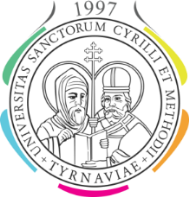 1997
UNIVERSITAS SANCTORUM CYRILLI ET METHODII
TYRNAVIAE